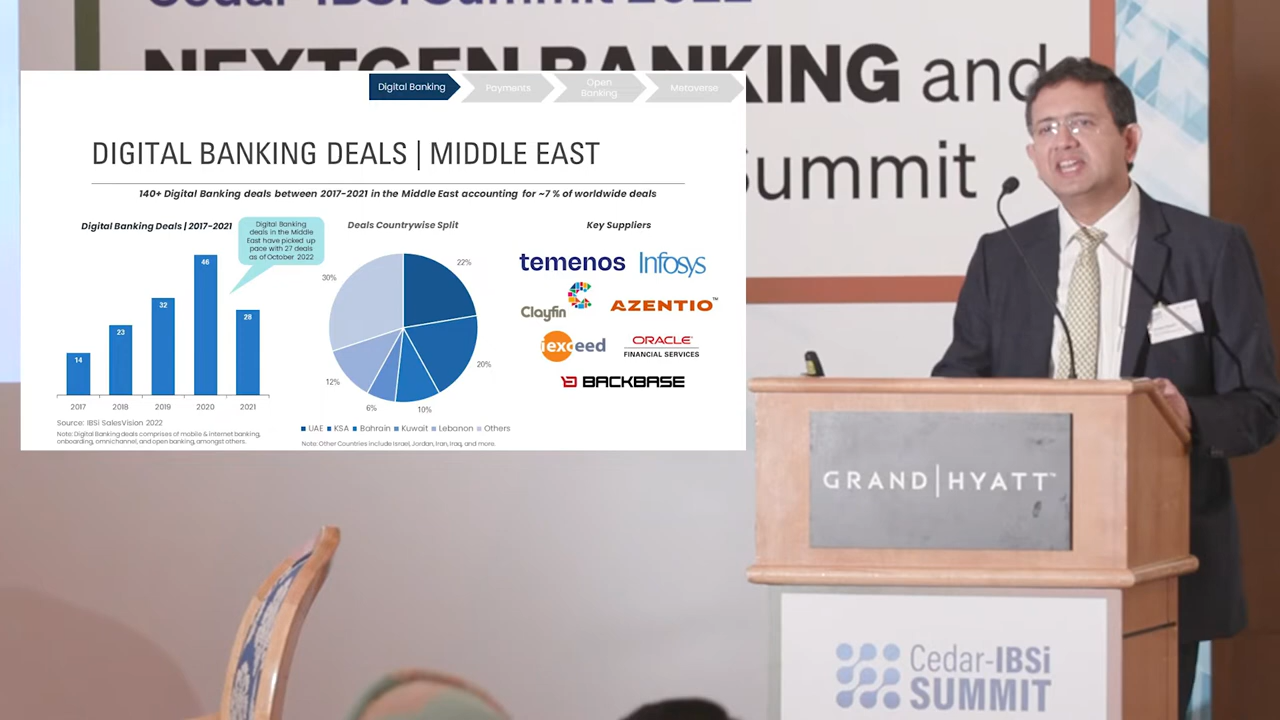 Cedar-IBSi Summit 2022
NEXTGEN BANKING and
Summit
Digital Banking
Payments
Open
Banking
Metaverse
DIGITAL BANKING DEALS | MIDDLE EAST
140+ Digital Banking deals between 2017-2021 in the Middle East accounting for ~7 % of worldwide deals
Digital Banking Deals | 2017-2021
Digital Banking
deals in the Middle
East have picked up
pace with 27 deals
as of October 2022
14
23
32
46
28
2017
2018
2019
2020
2021
Source: IBSi SalesVision 2022
Note: Digital Banking deals comprises of mobile & internet banking,
onboarding, omnichannel, and open banking, amongst others.
Deals Countrywise Split
22%
20%
10%
6%
12%
30%
UAE KSA Bahrain Kuwait Lebanon Others
Note: Other Countries include Israel, Jordan, Iran, Iraq, and more.
Key Suppliers
temenos
Infosys
Clayfin
AZENTIO™
iexceed
ORACLE
FINANCIAL SERVICES
BACKBASE
GRAND|HYATT™
Cedar-IBSi
SUMMIT